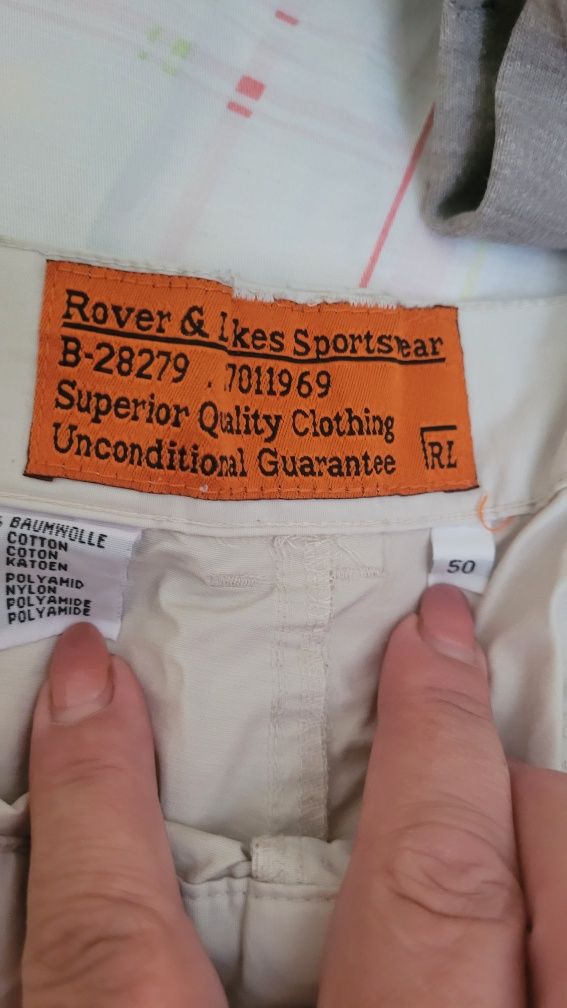 Rover & Lkes Sportswear
B-28279 . 7011969
Superior Quality Clothing
Unconditional Guarantee
RL
BAUMWOLLE
COTTON
COTON
KATOEN
POLYAMID
NYLON
POLYAMIDE
POLYAMIDE
50